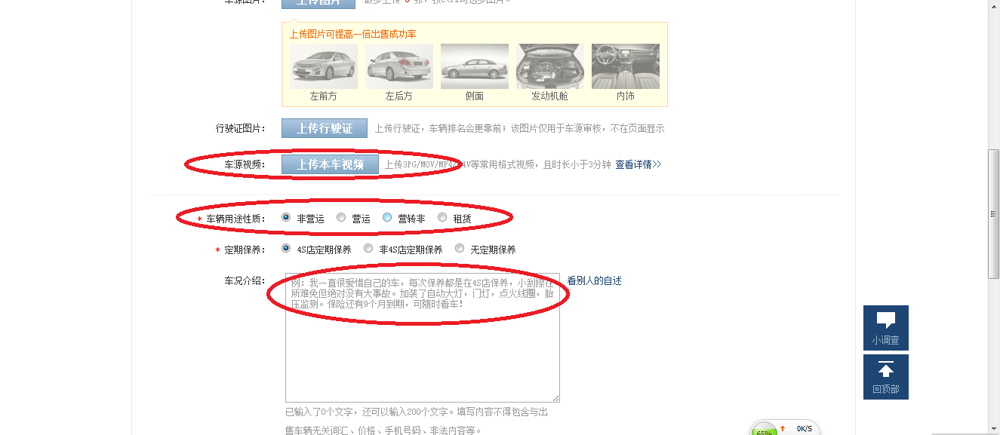 车源图片： 上传图片 最多上传 8 张，按Ctrl可选多图片。
上传图片可提高一倍出售成功率
左前方 左后方 侧面 发动机舱 内饰
行驶证图片： 上传行驶证 上传行驶证，车辆排名会更靠前；该图片仅用于车源审核，不在页面显示
车源视频： 上传本车视频 上传3PG/MOV/MP4/ 4V等常用格式视频，且时长小于3分钟 查看详情>>
* 车辆用途性质： 非营运 营运 营转非 租赁
* 定期保养： 4S店定期保养 非4S店定期保养 无定期保养
车况介绍： 例：我一直很爱惜自己的车，每次保养都是在4S店保养，小刮擦在 看别人的自述
所难免但绝对没有大事故。加装了自动大灯，门灯，点火线圈，胎
压监测。保险还有9个月到期，可随时看车！
小调查
回顶部
已输入了0个文字，还可以输入200个文字。填写内容不得包含与出
售车辆无关词汇、价格、手机号码、非法内容等。
65% 0K/S